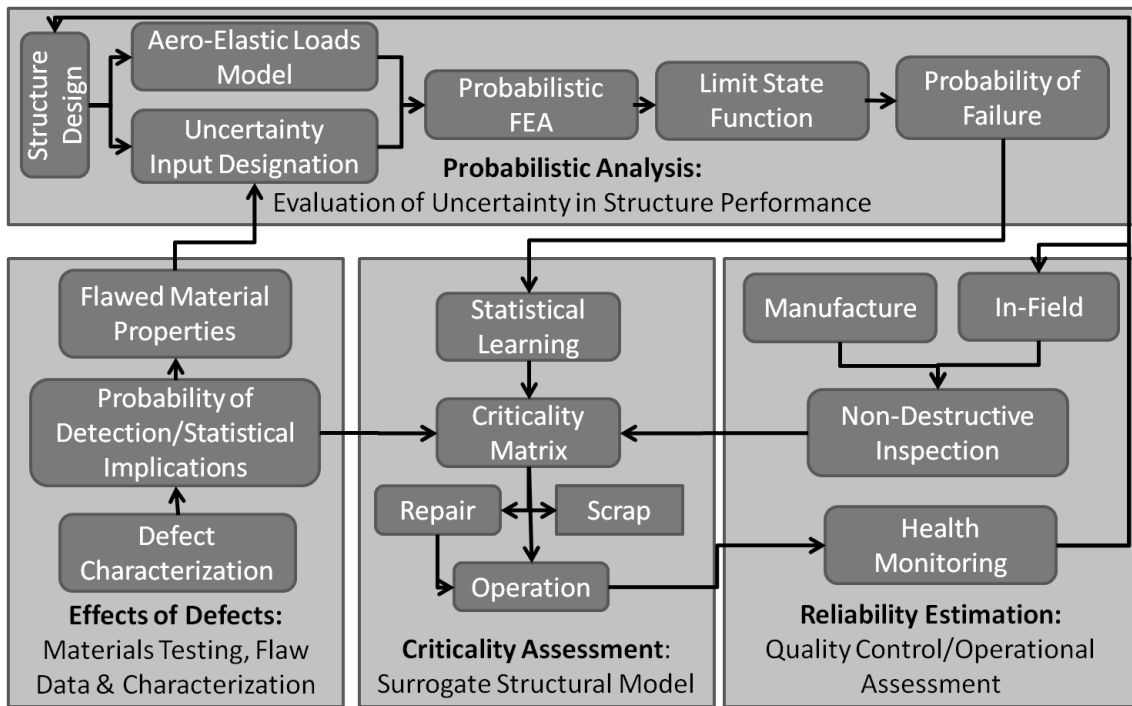 Structure
Design
Aero-Elastic Loads
Model
Uncertainty
Input Designation
Probabilistic
FEA
Limit State
Function
Probability of
Failure
Probabilistic Analysis:
Evaluation of Uncertainty in Structure Performance
Flawed Material
Properties
Probability of
Detection/Statistical
Implications
Defect
Characterization
Effects of Defects:
Materials Testing, Flaw
Data & Characterization
Statistical
Learning
Criticality
Matrix
Repair
Scrap
Operation
Criticality Assessment:
Surrogate Structural Model
Manufacture
In-Field
Non-Destructive
Inspection
Health
Monitoring
Reliability Estimation:
Quality Control/Operational
Assessment